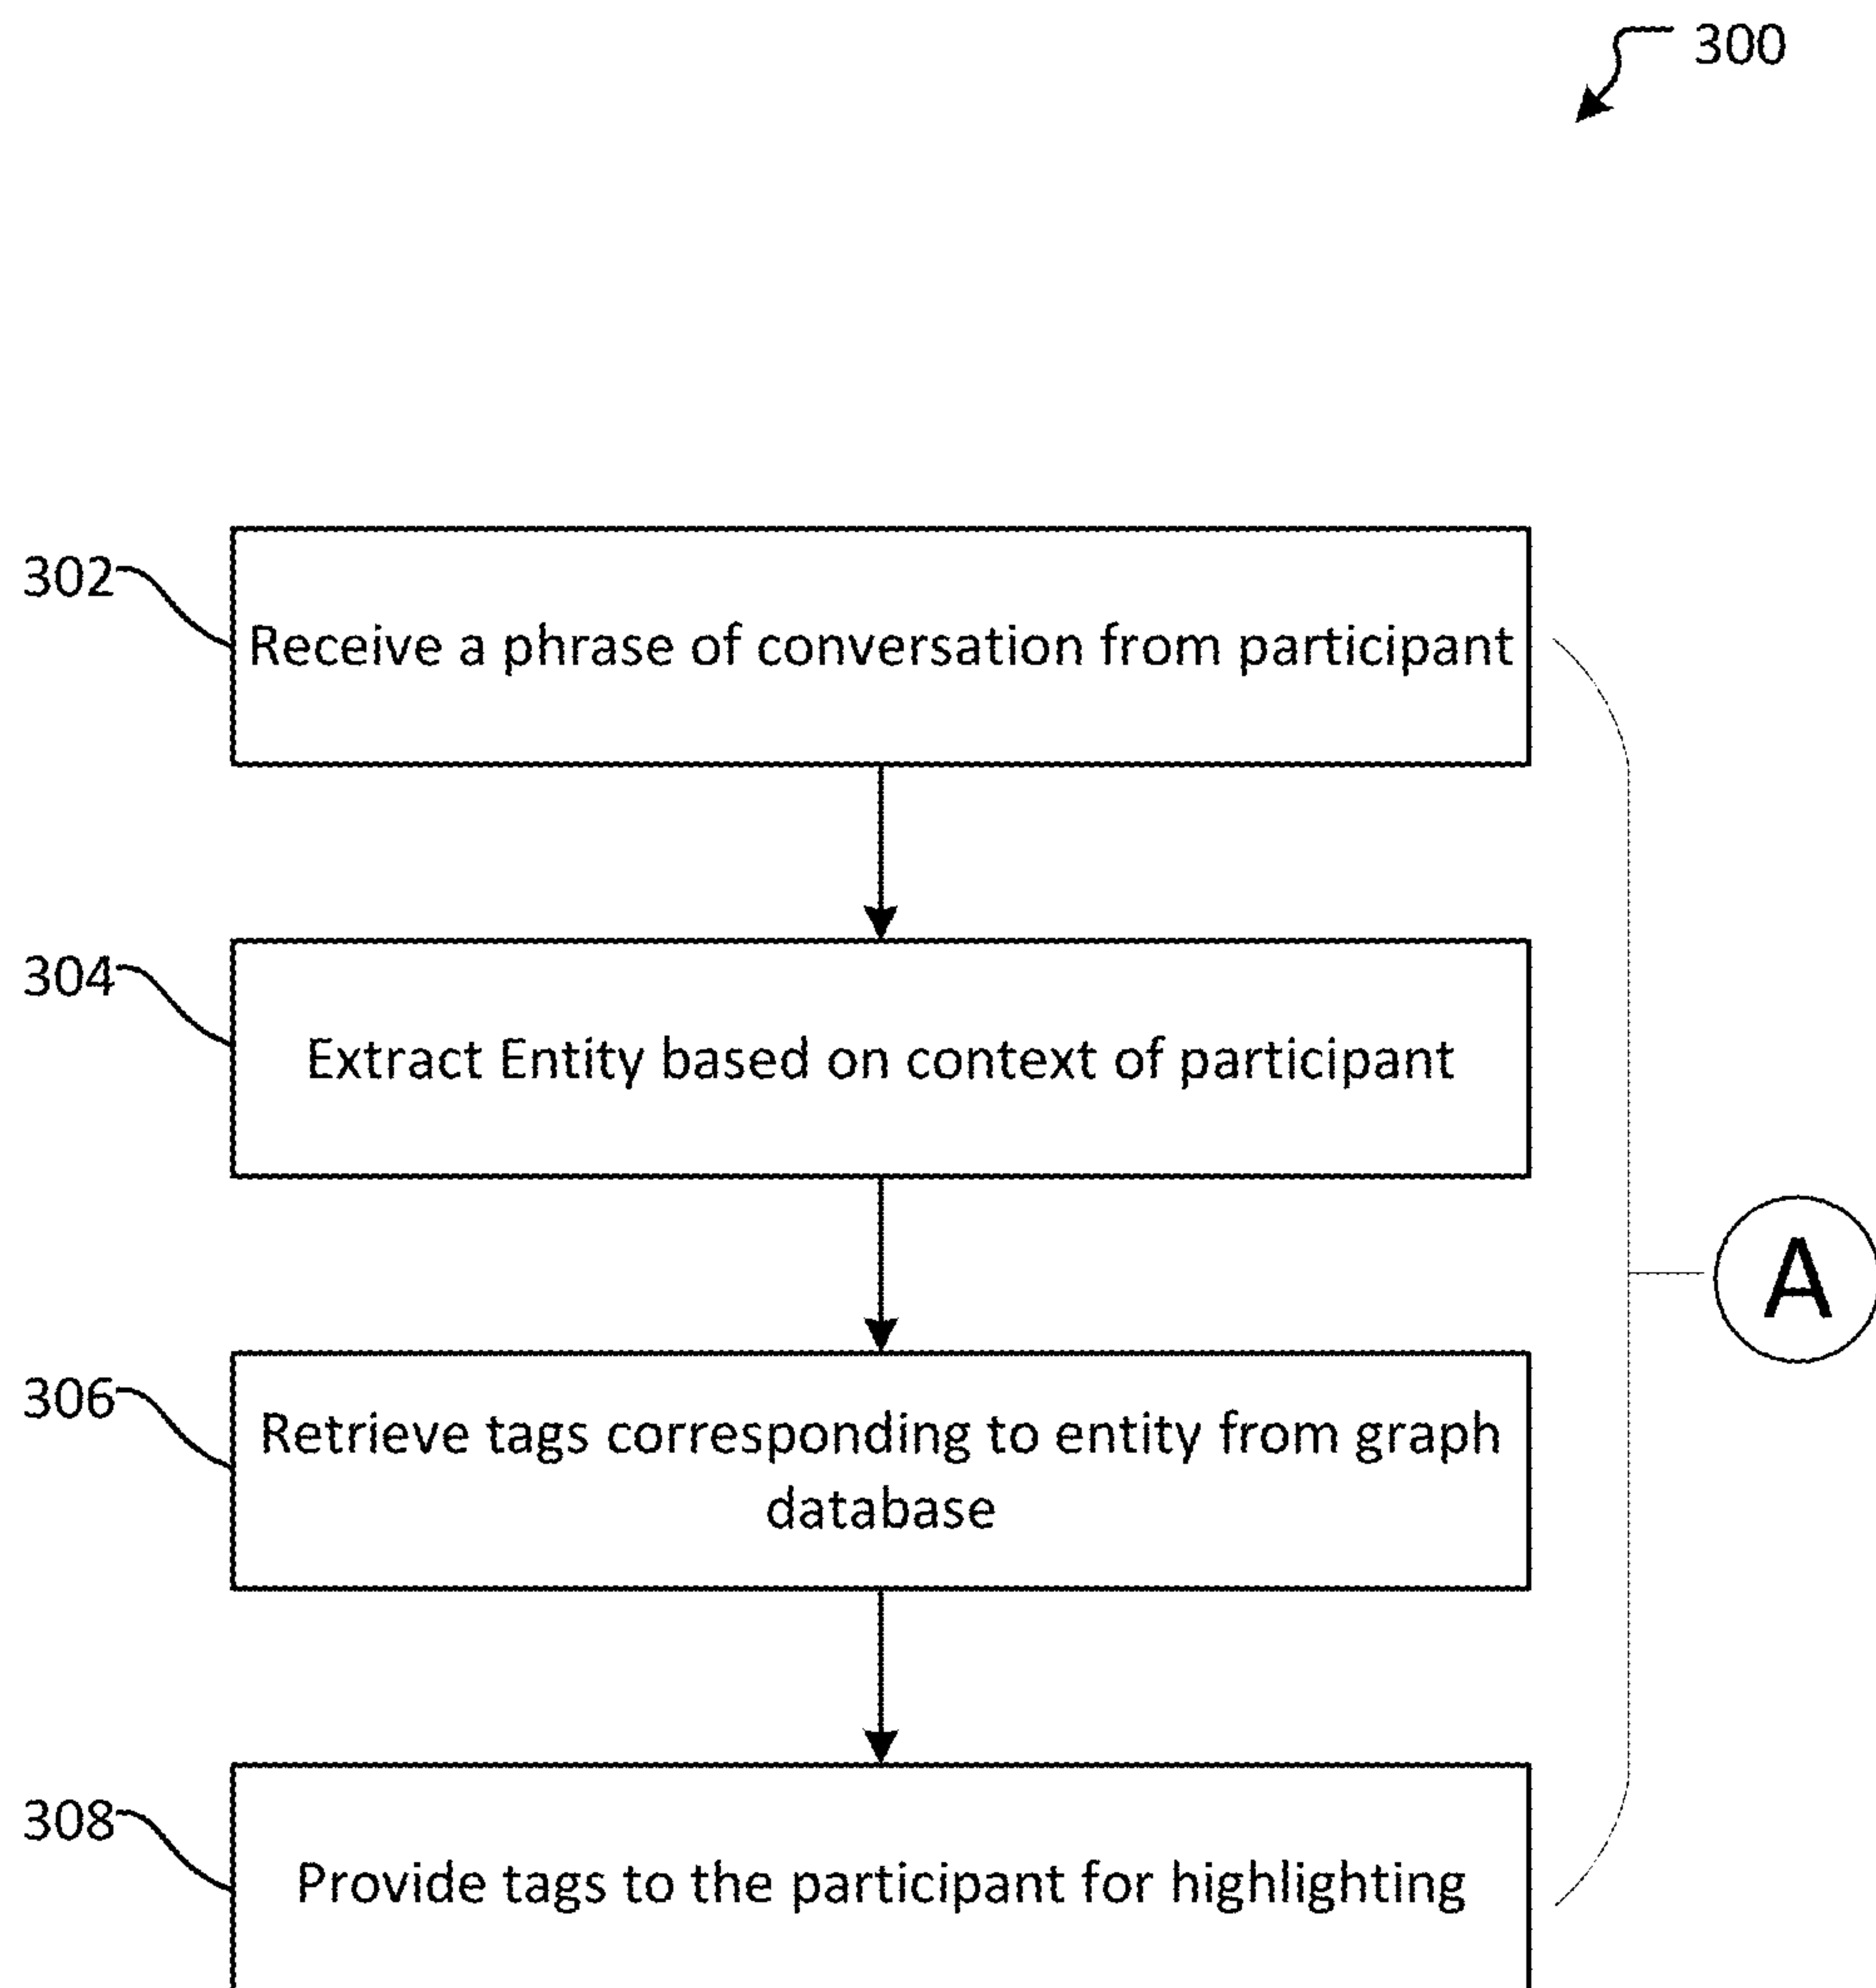 300
302
Receive a phrase of conversation from participant
304
Extract Entity based on context of participant
A
306
Retrieve tags corresponding to entity from graph
database
308
Provide tags to the participant for highlighting